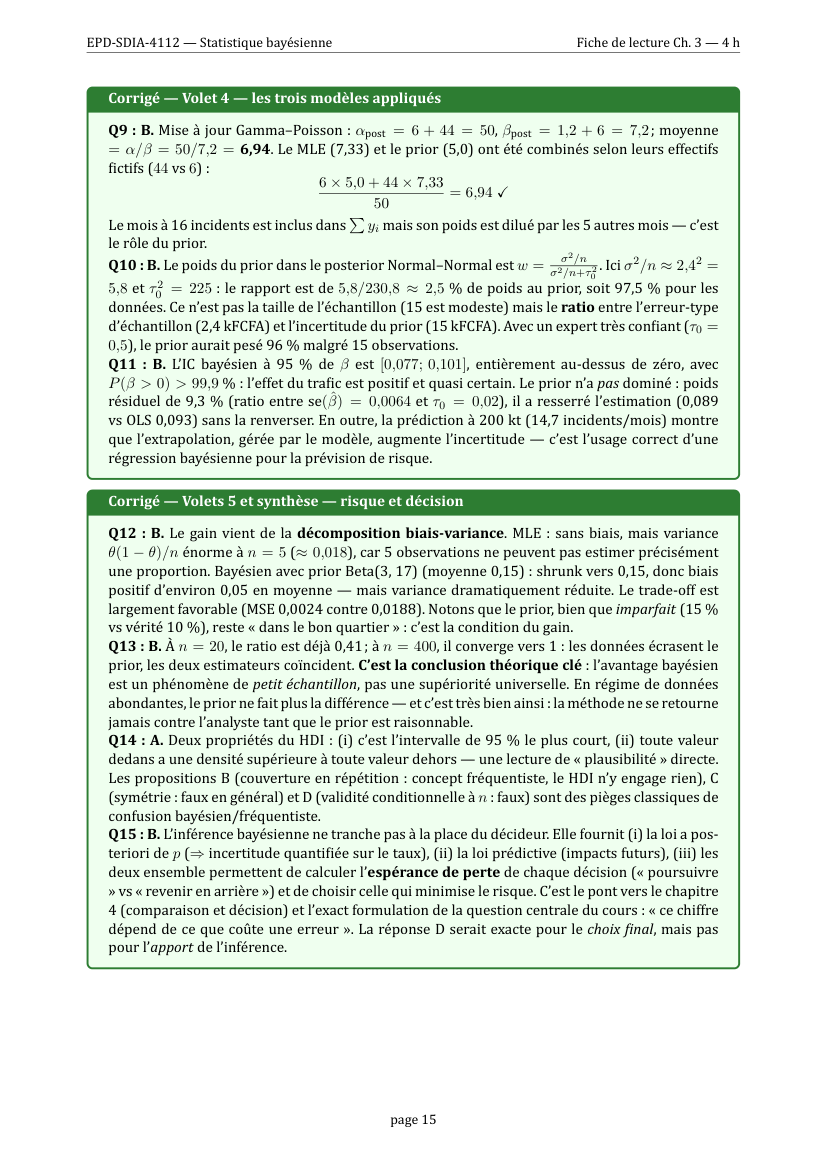 EPD-SDIA-4112 — Statistique bayésienne Fiche de lecture Ch. 3 — 4 h
Corrigé — Volet 4 — les trois modèles appliqués
Q9 : B. Mise à jour Gamma–Poisson : α_post = 6 + 44 = 50, β_post = 1,2 + 6 = 7,2 ; moyenne
= α/β = 50/7,2 = 6,94. Le MLE (7,33) et le prior (5,0) ont été combinés selon leurs effectifs
fictifs (44 vs 6) :
(6 × 5,0 + 44 × 7,33) / 50 = 6,94 ✓
Le mois à 16 incidents est inclus dans ∑ y_i mais son poids est dilué par les 5 autres mois — c’est
le rôle du prior.
Q10 : B. Le poids du prior dans le posterior Normal–Normal est w = (σ²/n) / (σ²/n+τ₀²). Ici σ²/n ≈ 2,4² =
5,8 et τ₀² = 225 : le rapport est de 5,8/230,8 ≈ 2,5 % de poids au prior, soit 97,5 % pour les
données. Ce n’est pas la taille de l’échantillon (15 est modeste) mais le ratio entre l’erreur-type
d’échantillon (2,4 kFCFA) et l’incertitude du prior (15 kFCFA). Avec un expert très confiant (τ₀ =
0,5), le prior aurait pesé 96 % malgré 15 observations.
Q11 : B. L’IC bayésien à 95 % de β est [0,077; 0,101], entièrement au-dessus de zéro, avec
P(β > 0) > 99,9 % : l’effet du trafic est positif et quasi certain. Le prior n’a pas dominé : poids
résiduel de 9,3 % (ratio entre se(β̂) = 0,0064 et τ₀ = 0,02), il a resserré l’estimation (0,089
vs OLS 0,093) sans la renverser. En outre, la prédiction à 200 kt (14,7 incidents/mois) montre
que l’extrapolation, gérée par le modèle, augmente l’incertitude — c’est l’usage correct d’une
régression bayésienne pour la prévision de risque.
Corrigé — Volets 5 et synthèse — risque et décision
Q12 : B. Le gain vient de la décomposition biais-variance. MLE : sans biais, mais variance
θ(1 − θ)/n énorme à n = 5 (≈ 0,018), car 5 observations ne peuvent pas estimer précisément
une proportion. Bayésien avec prior Beta(3, 17) (moyenne 0,15) : shrunk vers 0,15, donc biais
positif d’environ 0,05 en moyenne — mais variance dramatiquement réduite. Le trade-off est
largement favorable (MSE 0,0024 contre 0,0188). Notons que le prior, bien que imparfait (15 %
vs vérité 10 %), reste « dans le bon quartier » : c’est la condition du gain.
Q13 : B. À n = 20, le ratio est déjà 0,41 ; à n = 400, il converge vers 1 : les données écrasent le
prior, les deux estimateurs coïncident. C’est la conclusion théorique clé : l’avantage bayésien
est un phénomène de petit échantillon, pas une supériorité universelle. En régime de données
abondantes, le prior ne fait plus la différence — et c’est très bien ainsi : la méthode ne se retourne
jamais contre l’analyste tant que le prior est raisonnable.
Q14 : A. Deux propriétés du HDI : (i) c’est l’intervalle de 95 % le plus court, (ii) toute valeur
dedans a une densité supérieure à toute valeur dehors — une lecture de « plausibilité » directe.
Les propositions B (couverture en répétition : concept fréquentiste, le HDI n’y engage rien), C
(symétrie : faux en général) et D (validité conditionnelle à n : faux) sont des pièges classiques de
confusion bayésien/fréquentiste.
Q15 : B. L’inférence bayésienne ne tranche pas à la place du décideur. Elle fournit (i) la loi a pos-
teriori de p (⇒ incertitude quantifiée sur le taux), (ii) la loi prédictive (impacts futurs), (iii) les
deux ensemble permettent de calculer l’espérance de perte de chaque décision (« poursuivre
» vs « revenir en arrière ») et de choisir celle qui minimise le risque. C’est le pont vers le chapitre
4 (comparaison et décision) et l’exact formulation de la question centrale du cours : « ce chiffre
dépend de ce que coûte une erreur ». La réponse D serait exacte pour le choix final, mais pas
pour l’apport de l’inférence.
page 15